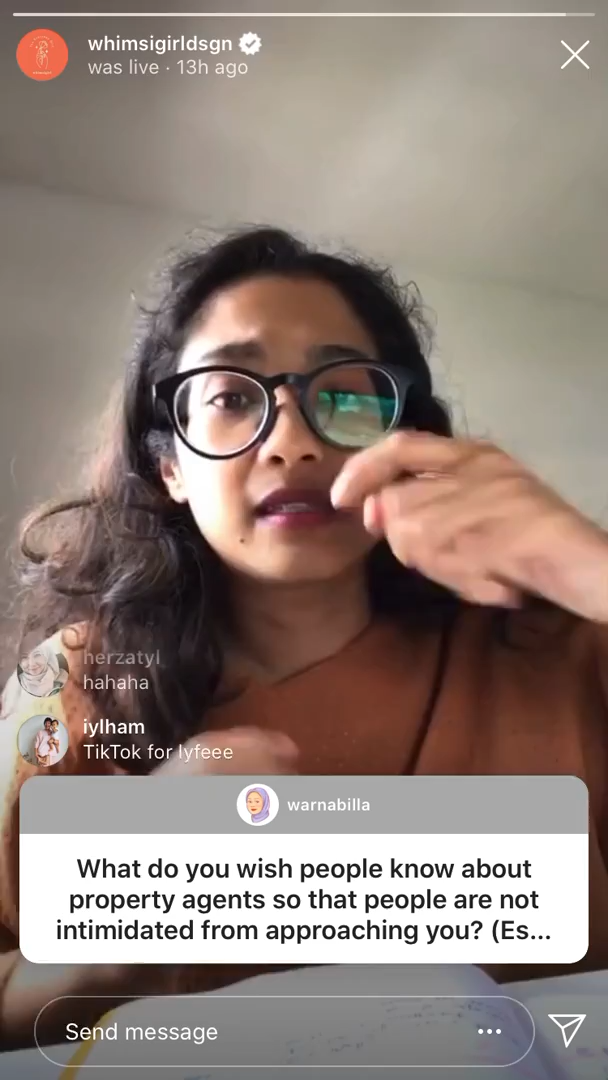 whimsigirldsgn
was live · 13h ago
herzatyl
hahaha
iylham
TikTok for lyfeee
warnabilla
What do you wish people know about
property agents so that people are not
intimidated from approaching you? (Es...
Send message